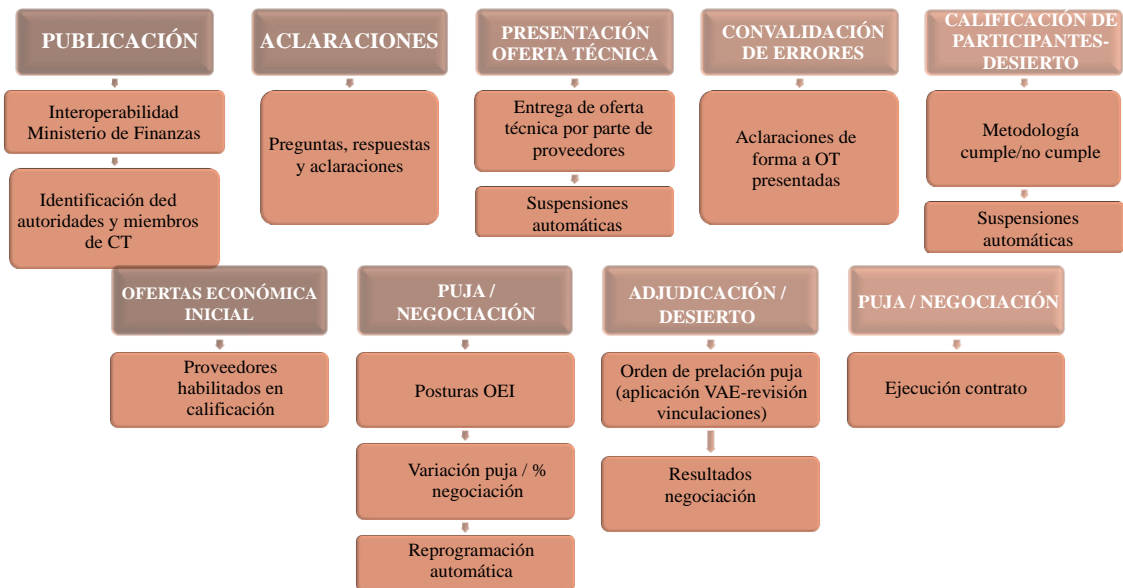 PUBLICACIÓN
Interoperabilidad
Ministerio de Finanzas
Identificación ded
autoridades y miembros
de CT
ACLARACIONES
Preguntas, respuestas
y aclaraciones
PRESENTACIÓN
OFERTA TÉCNICA
Entrega de oferta
técnica por parte de
proveedores
Suspensiones
automáticas
CONVALIDACIÓN
DE ERRORES
Aclaraciones de
forma a OT
presentadas
CALIFICACIÓN DE
PARTICIPANTES-
DESIERTO
Metodología
cumple/no cumple
Suspensiones
automáticas
OFERTAS ECONÓMICA
INICIAL
Proveedores
habilitados en
calificación
PUJA /
NEGOCIACIÓN
Posturas OEI
Variación puja / %
negociación
Reprogramación
automática
ADJUDICACIÓN /
DESIERTO
Orden de prelación puja
(aplicación VAE-revisión
vinculaciones)
Resultados
negociación
PUJA / NEGOCIACIÓN
Ejecución contrato